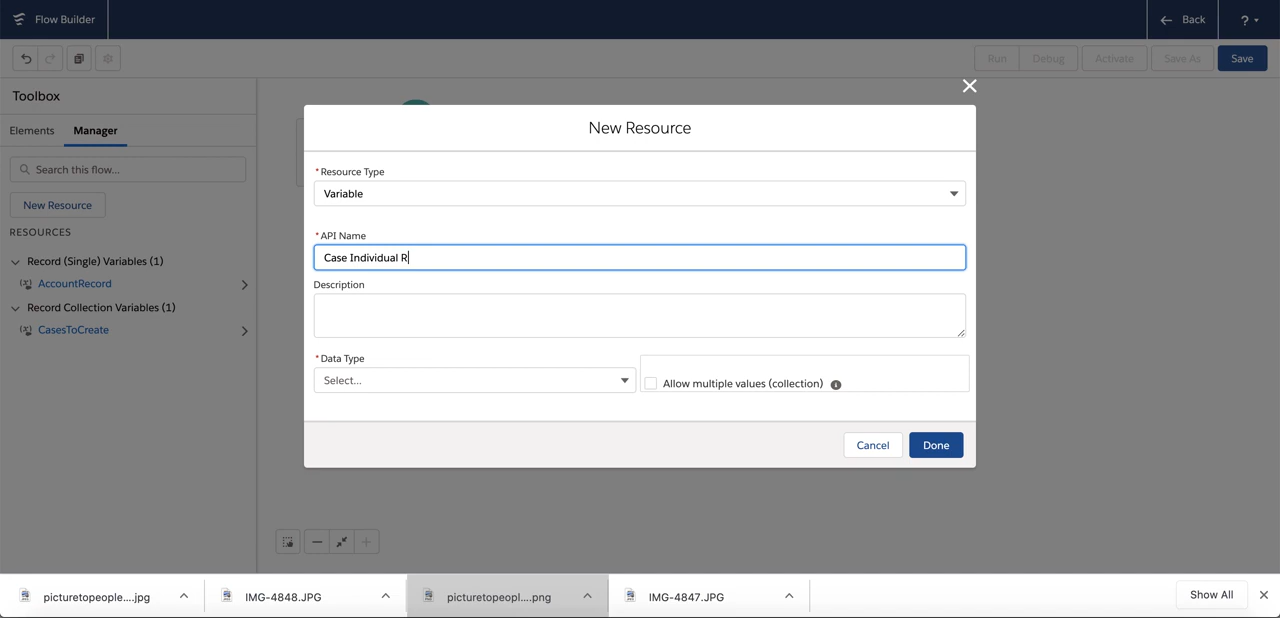 Flow Builder
Back
?
Run
Debug
Activate
Save As
Save
Toolbox
Elements
Manager
Search this flow...
New Resource
RESOURCES
Record (Single) Variables (1)
AccountRecord
Record Collection Variables (1)
CasesToCreate
New Resource
* Resource Type
Variable
* API Name
Case Individual R
Description
* Data Type
Select...
Allow multiple values (collection)
Cancel
Done
picturetopeople....jpg
IMG-4848.JPG
picturetopeopl....png
IMG-4847.JPG
Show All